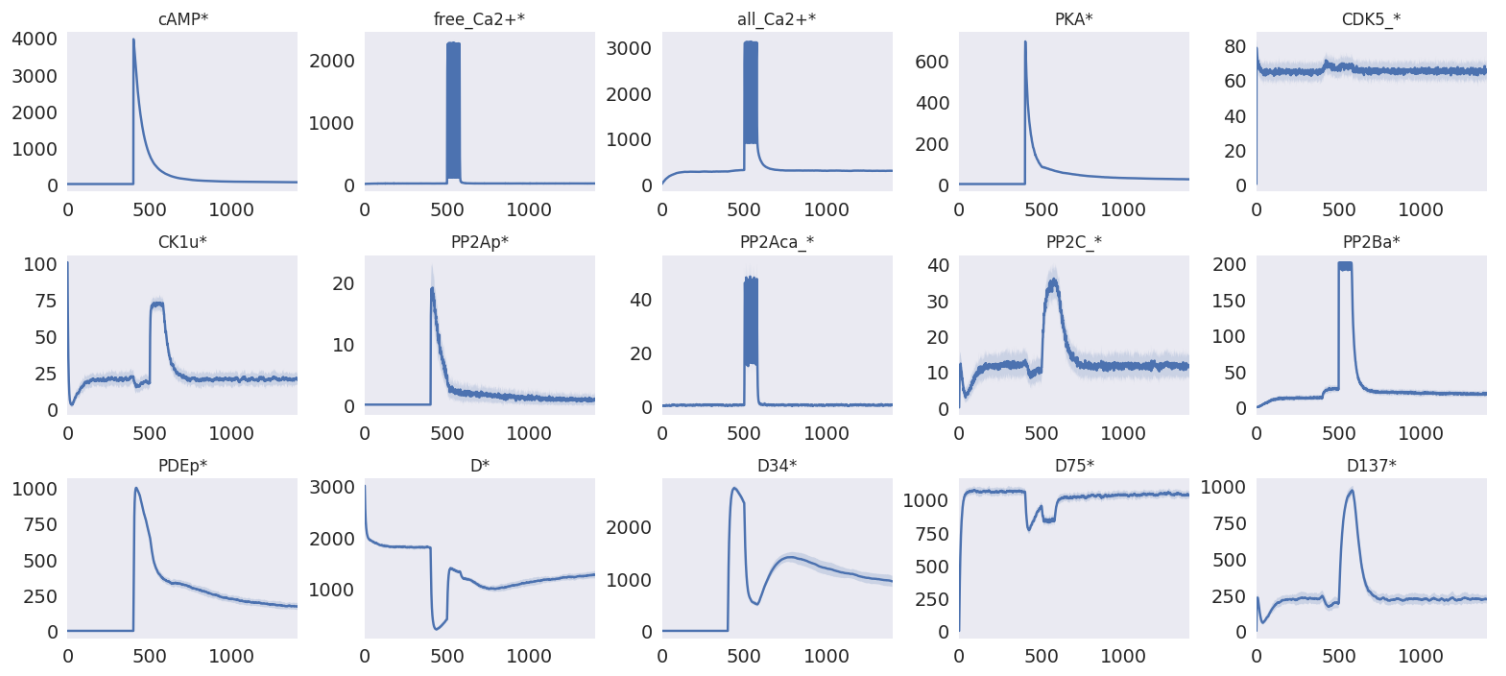 cAMP* free_Ca2+* all_Ca2+* PKA* CDK5_*
4000 3000 2000 1000 0
2000 1000 0
3000 2000 1000 0
600 400 200 0
80 60 40 20 0
0 500 1000 0 500 1000 0 500 1000 0 500 1000 0 500 1000
CK1u* PP2Ap* PP2Aca_* PP2C_* PP2Ba*
100 75 50 25 0
20 10 0
40 20 0
40 30 20 10 0
200 150 100 50 0
0 500 1000 0 500 1000 0 500 1000 0 500 1000 0 500 1000
PDEp* D* D34* D75* D137*
1000 750 500 250 0
3000 2000 1000
2000 1000 0
1000 750 500 250 0
1000 750 500 250 0
0 500 1000 0 500 1000 0 500 1000 0 500 1000 0 500 1000